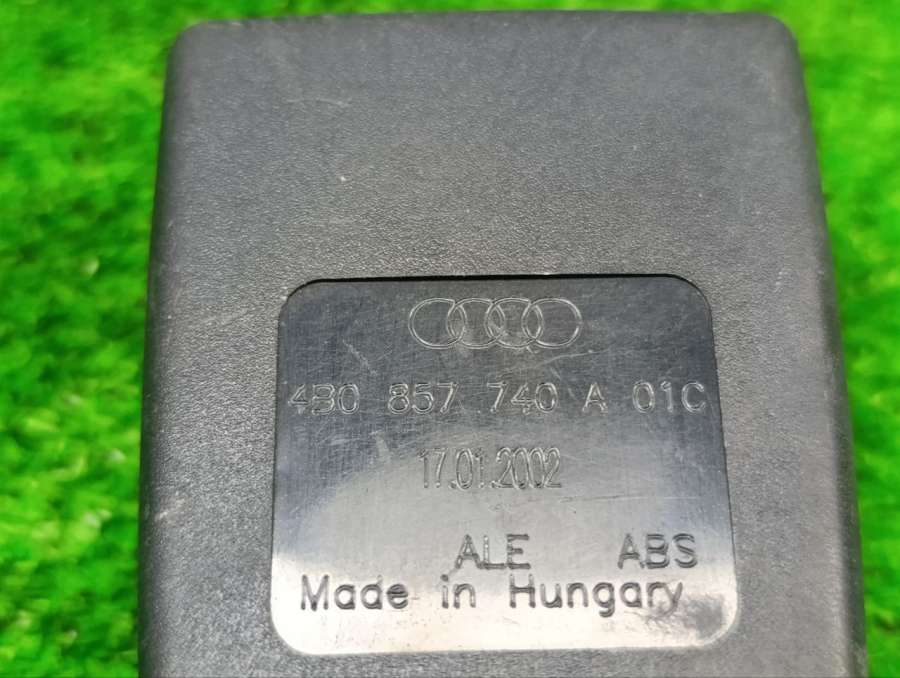 4B0 857 740 A 01C
17.01.2002
ALE ABS
Made in Hungary